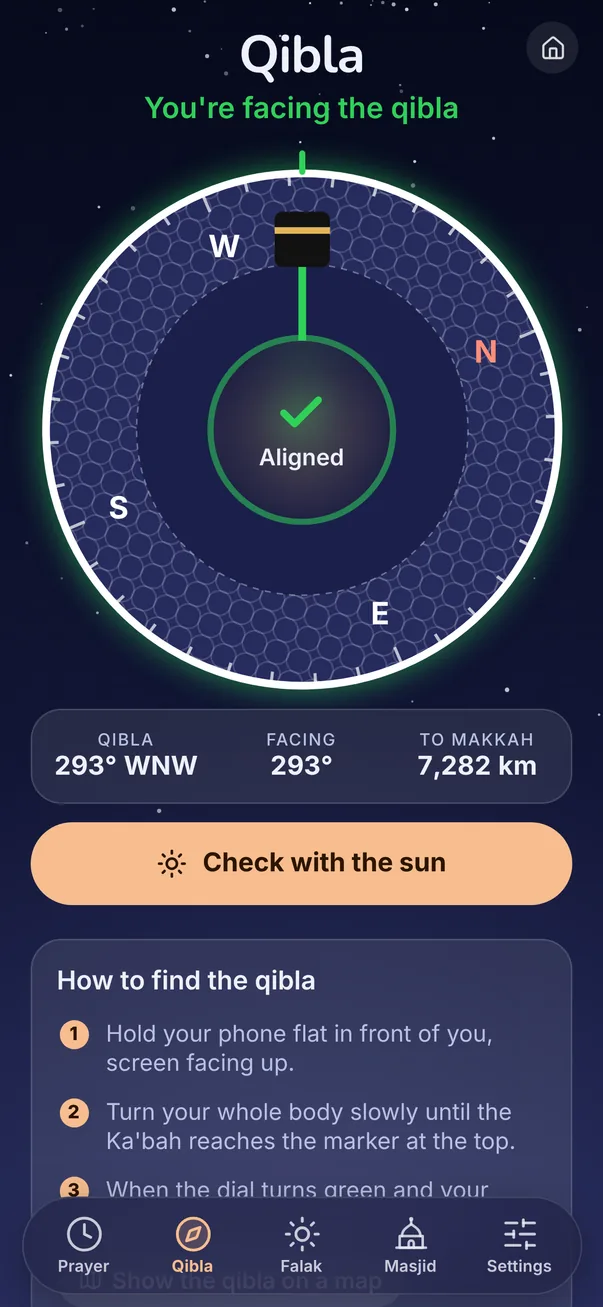 Qibla
You're facing the qibla
W
N
Aligned
S
E
QIBLA
293° WNW
FACING
293°
TO MAKKAH
7,282 km
Check with the sun
How to find the qibla
1 Hold your phone flat in front of you,
screen facing up.
2 Turn your whole body slowly until the
Ka'bah reaches the marker at the top.
3 When the dial turns green and your
Show the qibla on a map
Prayer
Qibla
Falak
Masjid
Settings